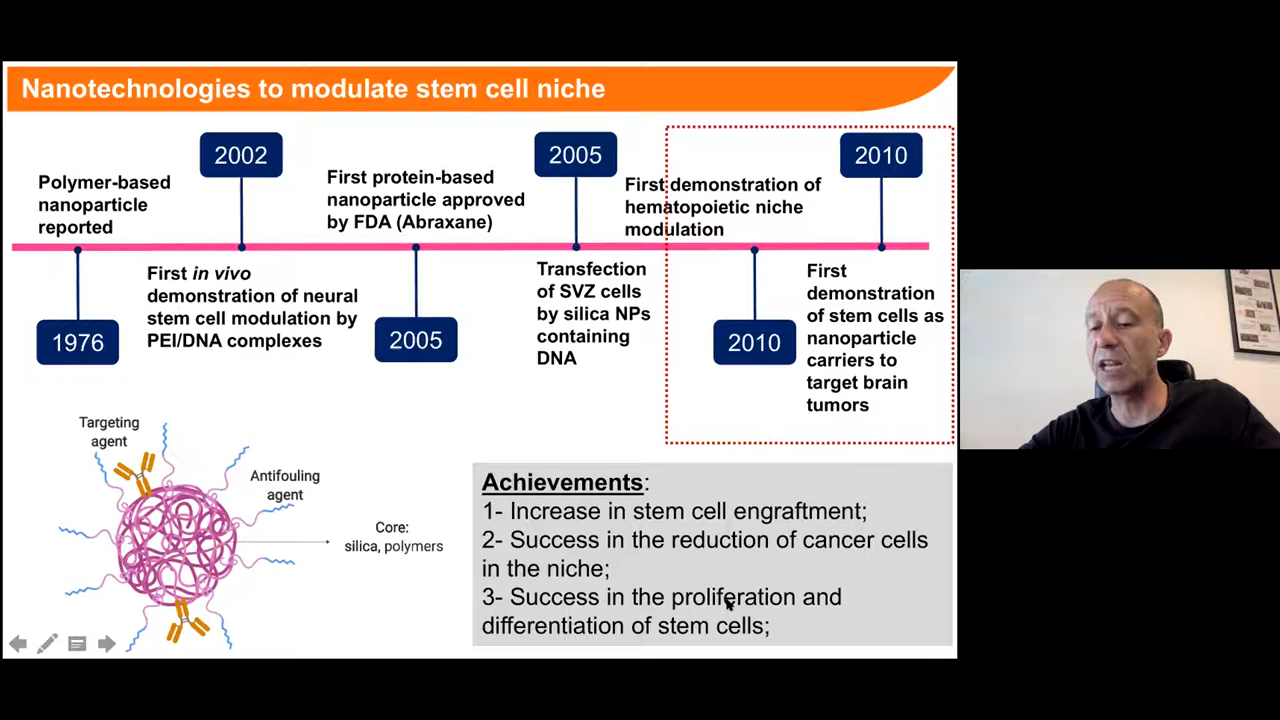 Nanotechnologies to modulate stem cell niche
2002
2005
2010
Polymer-based
nanoparticle
reported
First protein-based
nanoparticle approved
by FDA (Abraxane)
First demonstration of
hematopoietic niche
modulation
First in vivo
demonstration of neural
stem cell modulation by
PEI/DNA complexes
Transfection
of SVZ cells
by silica NPs
containing
DNA
First
demonstration
of stem cells as
nanoparticle
carriers to
target brain
tumors
1976
2005
2010
Targeting
agent
Antifouling
agent
Core:
silica, polymers
Achievements:
1- Increase in stem cell engraftment;
2- Success in the reduction of cancer cells
in the niche;
3- Success in the proliferation and
differentiation of stem cells;